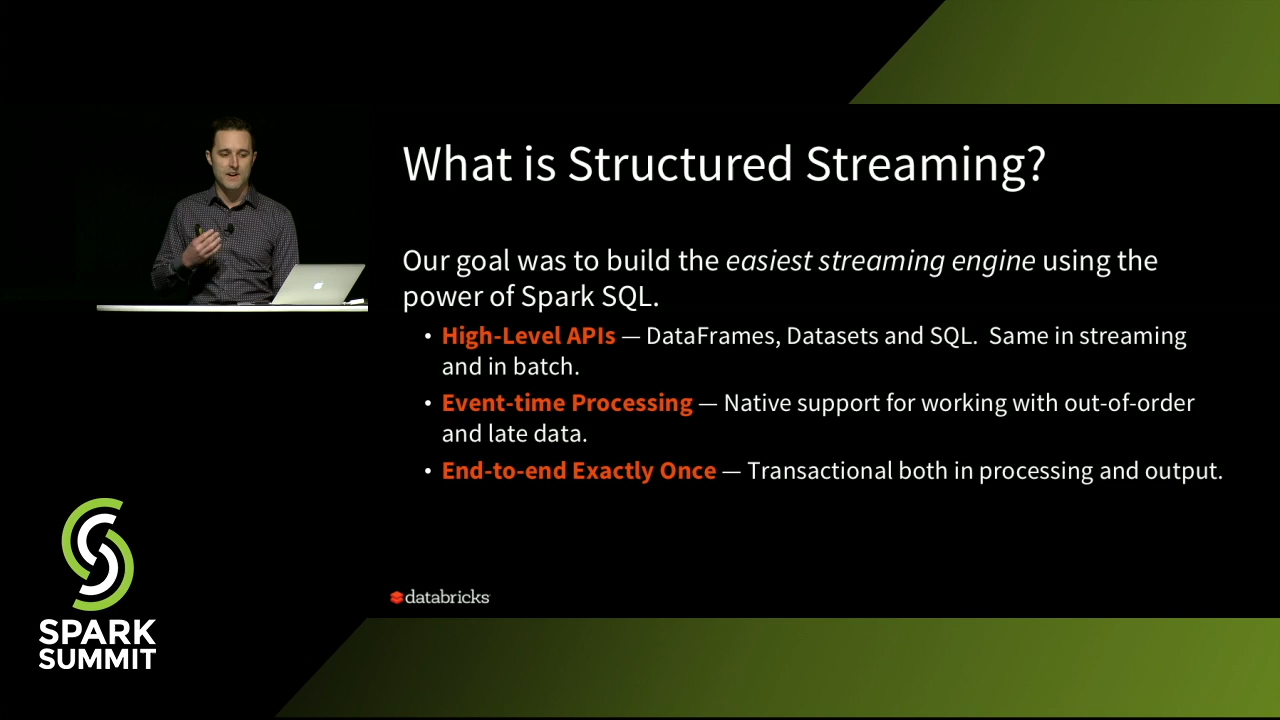 What is Structured Streaming?
Our goal was to build the easiest streaming engine using the
power of Spark SQL.
• High-Level APIs — DataFrames, Datasets and SQL. Same in streaming
and in batch.
• Event-time Processing — Native support for working with out-of-order
and late data.
• End-to-end Exactly Once — Transactional both in processing and output.
databricks
SPARK
SUMMIT